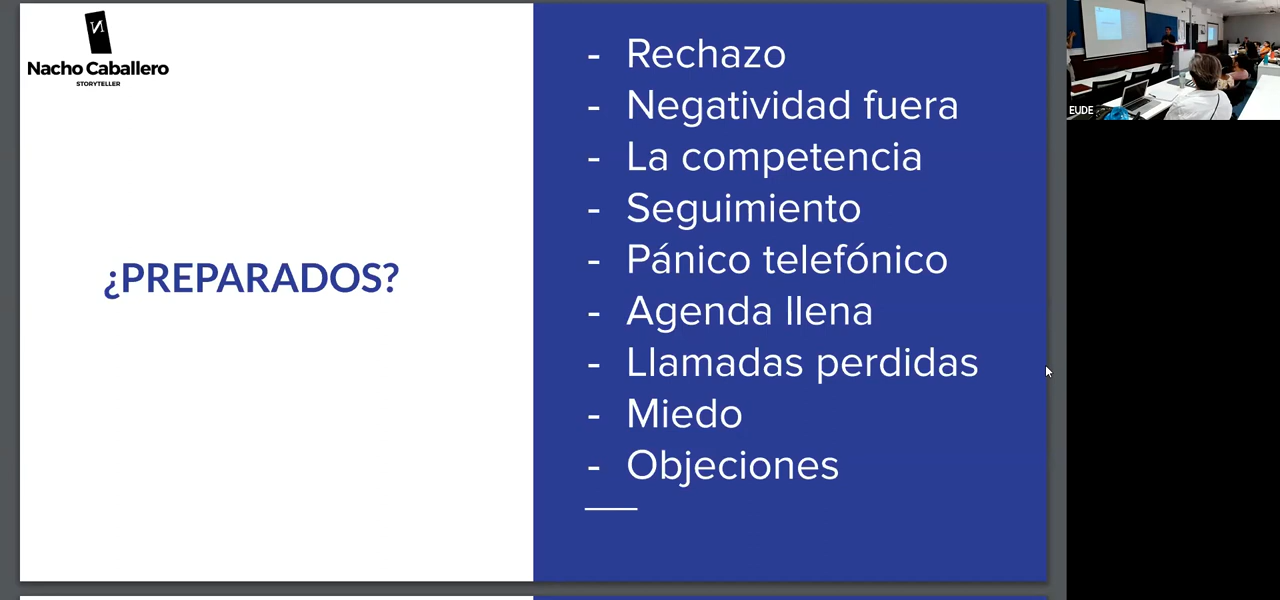 Nacho Caballero
STORYTELLER
¿PREPARADOS?
- Rechazo
- Negatividad fuera
- La competencia
- Seguimiento
- Pánico telefónico
- Agenda llena
- Llamadas perdidas
- Miedo
- Objeciones
EUDE